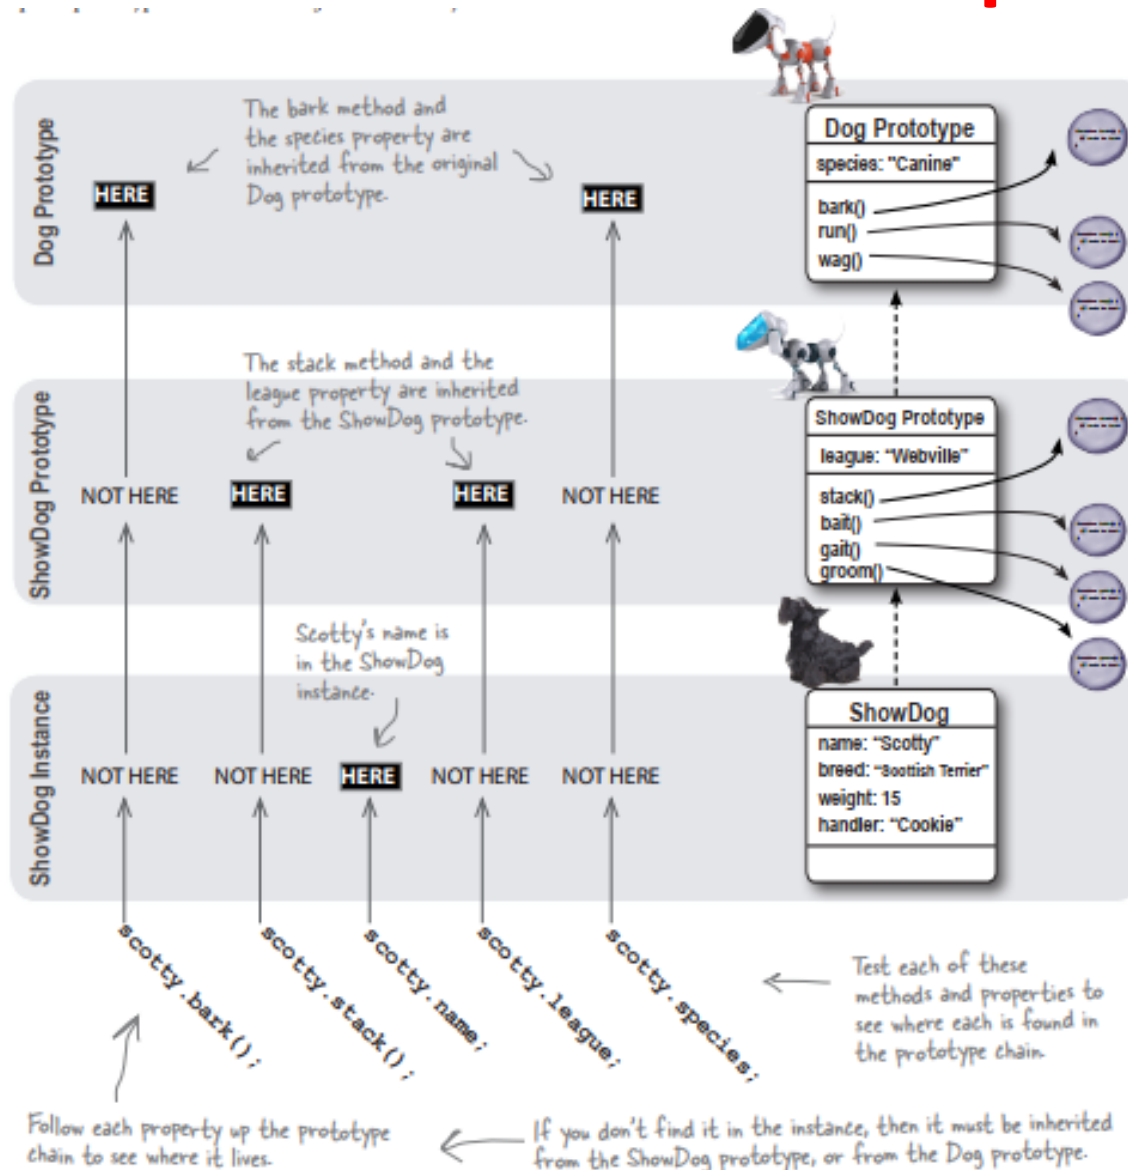 Dog Prototype
The bark method and
the species property are
inherited from the original
Dog prototype.
HERE
HERE
Dog Prototype
species: "Canine"
bark()
run()
wag()
ShowDog Prototype
The stack method and the
league property are inherited
from the ShowDog prototype.
NOT HERE
HERE
HERE
NOT HERE
ShowDog Prototype
league: "Webville"
stack()
bait()
gait()
groom()
ShowDog Instance
Scotty's name is
in the ShowDog
instance.
NOT HERE
NOT HERE
HERE
NOT HERE
NOT HERE
ShowDog
name: "Scotty"
breed: "Scottish Terrier"
weight: 15
handler: "Cookie"
scotty.bark();
scotty.stack();
scotty.name;
scotty.league;
scotty.species;
Test each of these
methods and properties to
see where each is found in
the prototype chain.
Follow each property up the prototype
chain to see where it lives.
If you don't find it in the instance, then it must be inherited
from the ShowDog prototype, or from the Dog prototype.